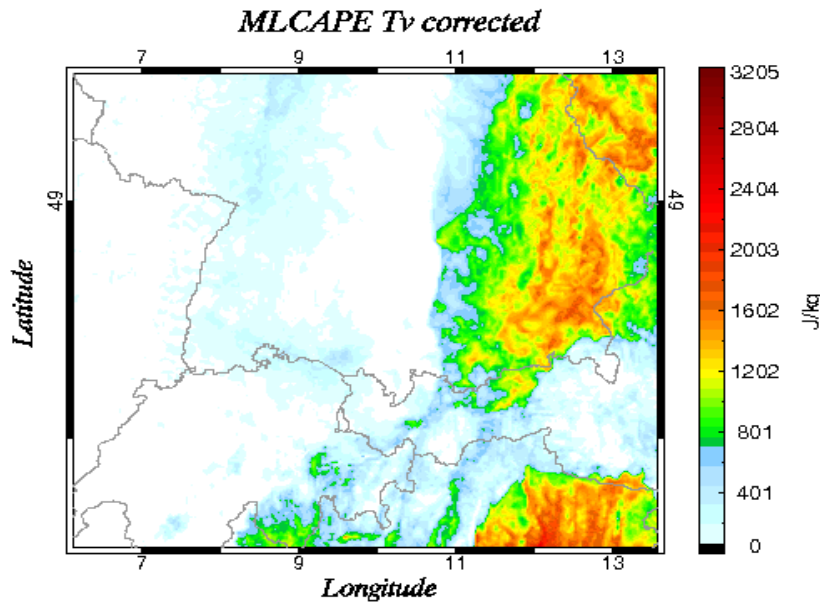 MLCAPE Tv corrected
7 9 11 13
3205
2804
2404
2003
1602
1202
801
401
0
J/kg
49
49
Latitude
7 9 11 13
Longitude